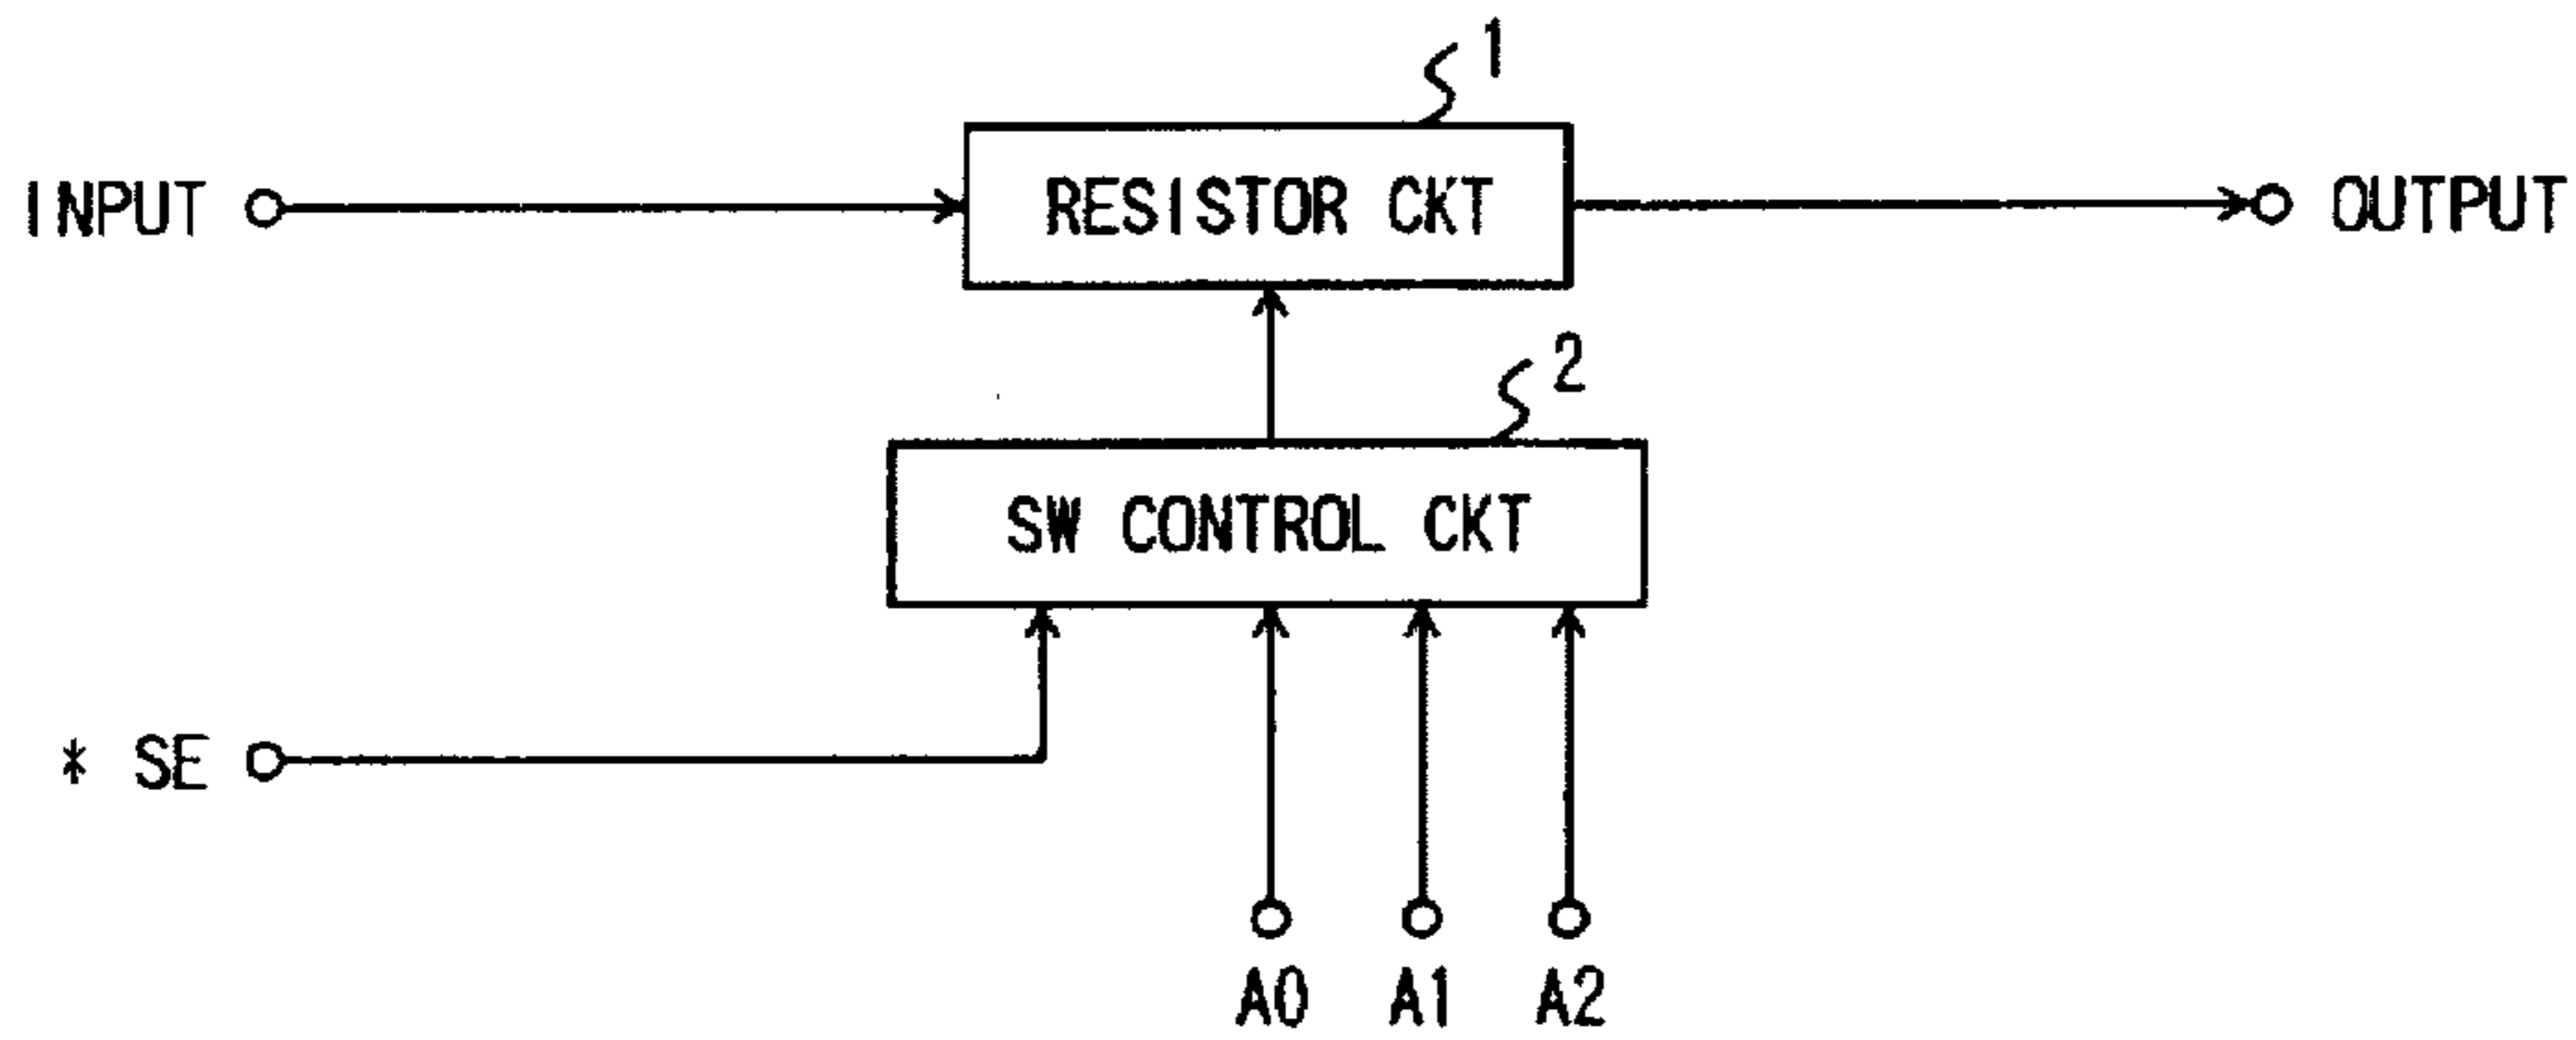 1
INPUT
RESISTOR CKT
OUTPUT
2
SW CONTROL CKT
* SE
A0 A1 A2